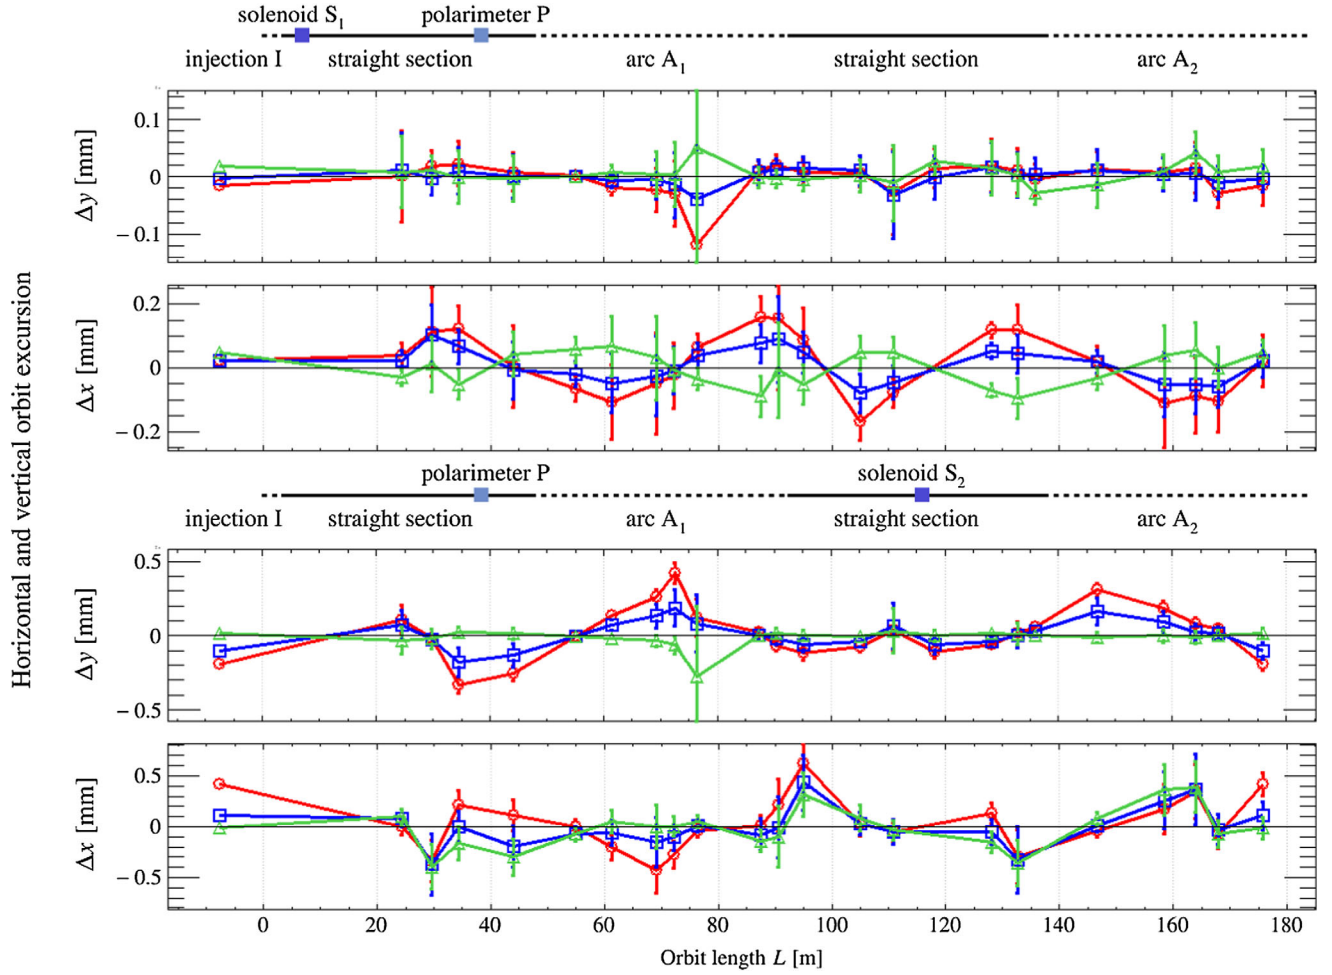 solenoid S1 polarimeter P
injection I straight section arc A1 straight section arc A2
Δy [mm]
0.1
0
− 0.1
Δx [mm]
0.2
0
− 0.2
Horizontal and vertical orbit excursion
polarimeter P solenoid S2
injection I straight section arc A1 straight section arc A2
Δy [mm]
0.5
0
− 0.5
Δx [mm]
0.5
0
− 0.5
0 20 40 60 80 100 120 140 160 180
Orbit length L [m]